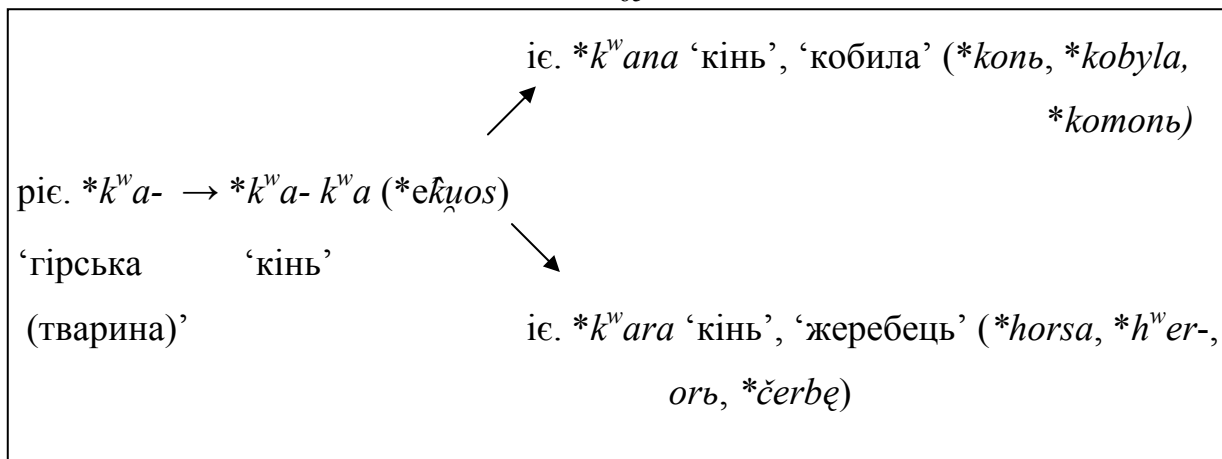 іє. *kʷana ‘кінь’, ‘кобила’ (*konь, *kobyla,
*komonь)
ріє. *kʷa- → *kʷa- kʷa (*ek̂u̯os)
‘гірська ‘кінь’
(тварина)’ іє. *kʷara ‘кінь’, ‘жеребець’ (*horsa, *hʷer-,
orь, *čerbę)